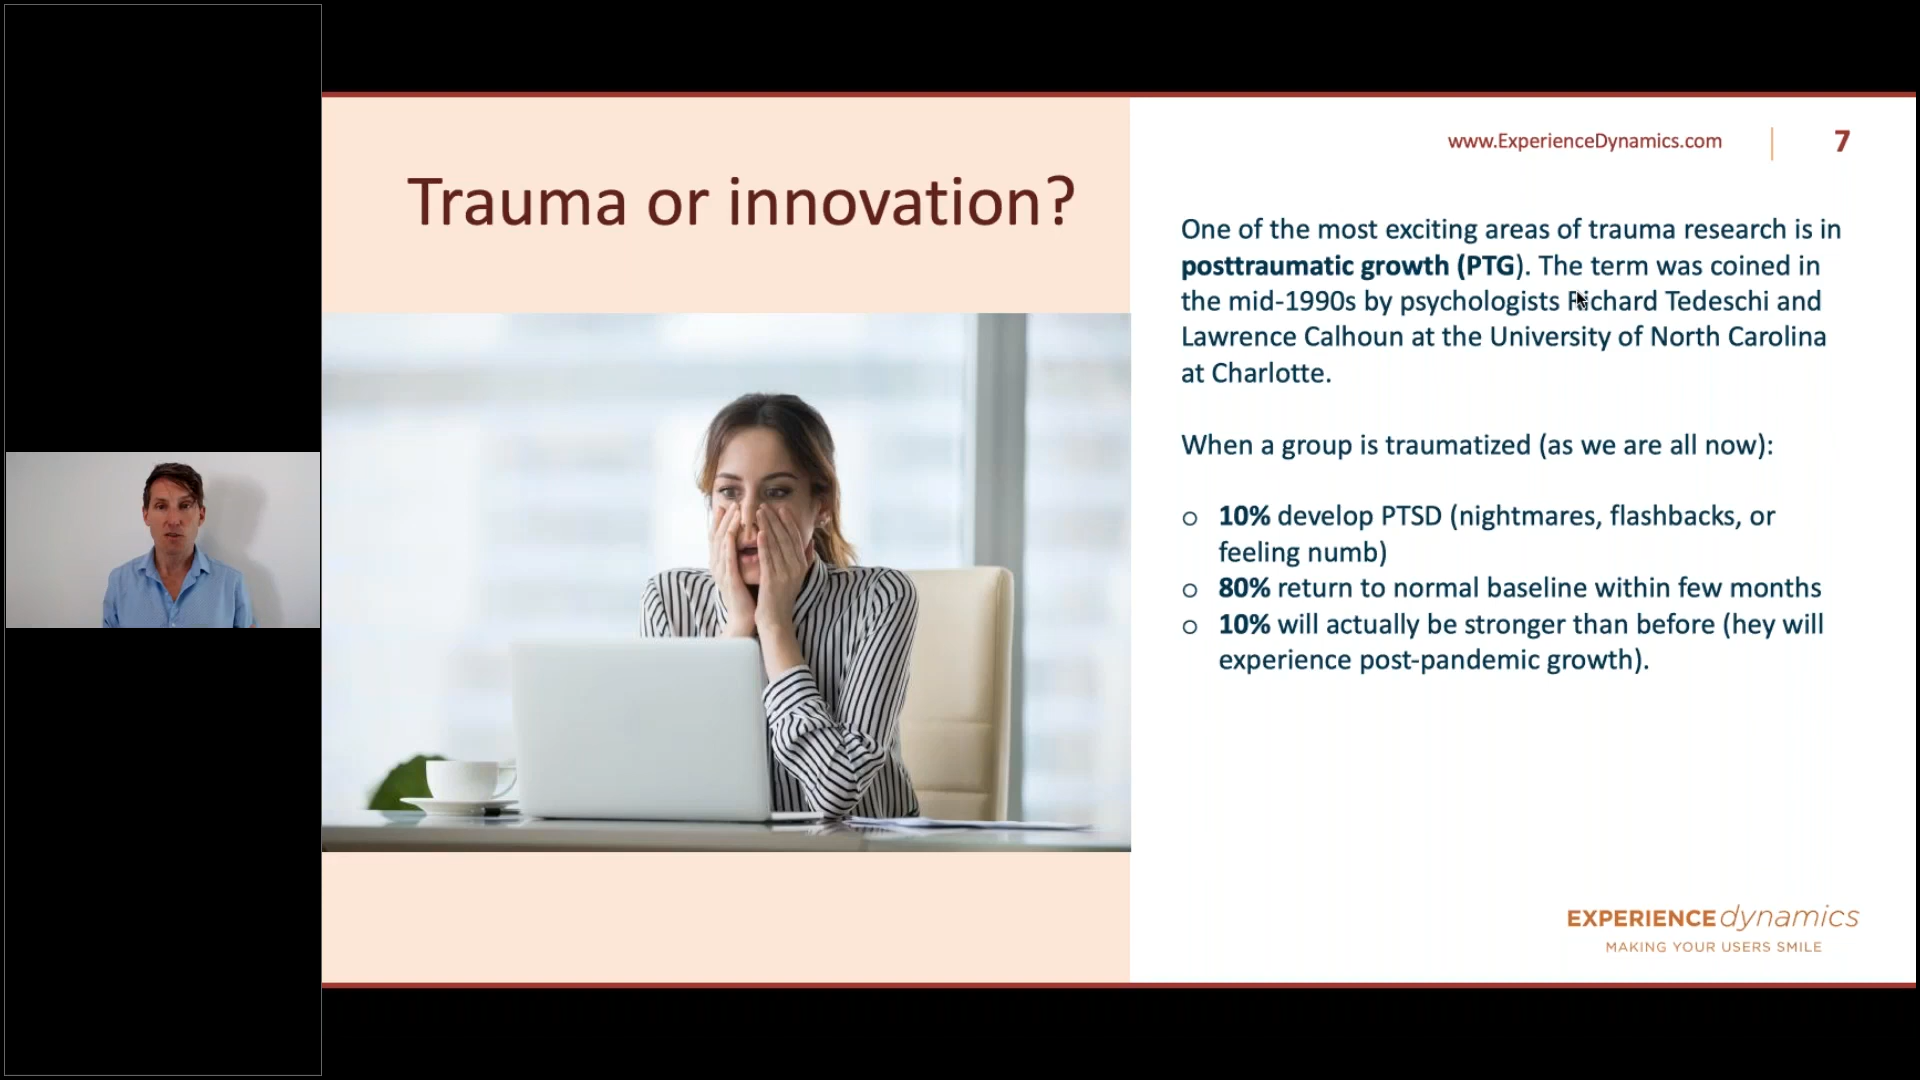 Trauma or innovation?
www.ExperienceDynamics.com
7
One of the most exciting areas of trauma research is in
posttraumatic growth (PTG). The term was coined in
the mid-1990s by psychologists Richard Tedeschi and
Lawrence Calhoun at the University of North Carolina
at Charlotte.
When a group is traumatized (as we are all now):
o 10% develop PTSD (nightmares, flashbacks, or
feeling numb)
o 80% return to normal baseline within few months
o 10% will actually be stronger than before (hey will
experience post-pandemic growth).
EXPERIENCE dynamics
MAKING YOUR USERS SMILE